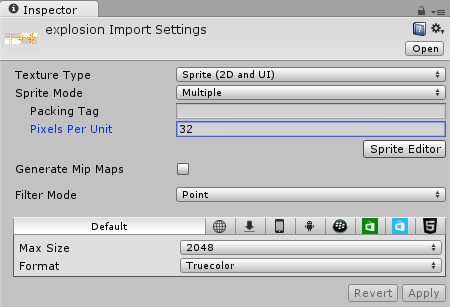 Inspector
explosion Import Settings
Open
Texture Type Sprite (2D and UI)
Sprite Mode Multiple
Packing Tag
Pixels Per Unit 32
Sprite Editor
Generate Mip Maps
Filter Mode Point
Default
Max Size 2048
Format Truecolor
Revert Apply